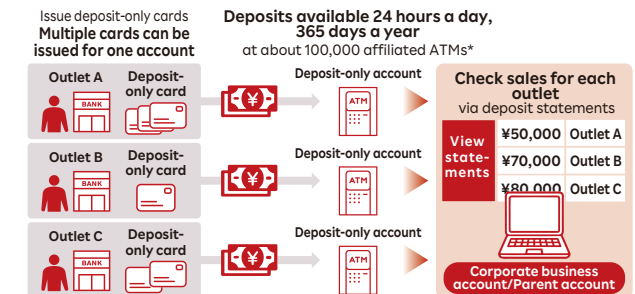 Issue deposit-only cards
Multiple cards can be
issued for one account
Deposits available 24 hours a day,
365 days a year
at about 100,000 affiliated ATMs*
Outlet A
BANK
Deposit-
only card
¥
Deposit-only account
ATM
Outlet B
BANK
Deposit-
only card
¥
Deposit-only account
ATM
Outlet C
BANK
Deposit-
only card
¥
Deposit-only account
ATM
Check sales for each
outlet
via deposit statements
View
state-
ments
¥50,000 Outlet A
¥70,000 Outlet B
¥80,000 Outlet C
Corporate business
account/Parent account